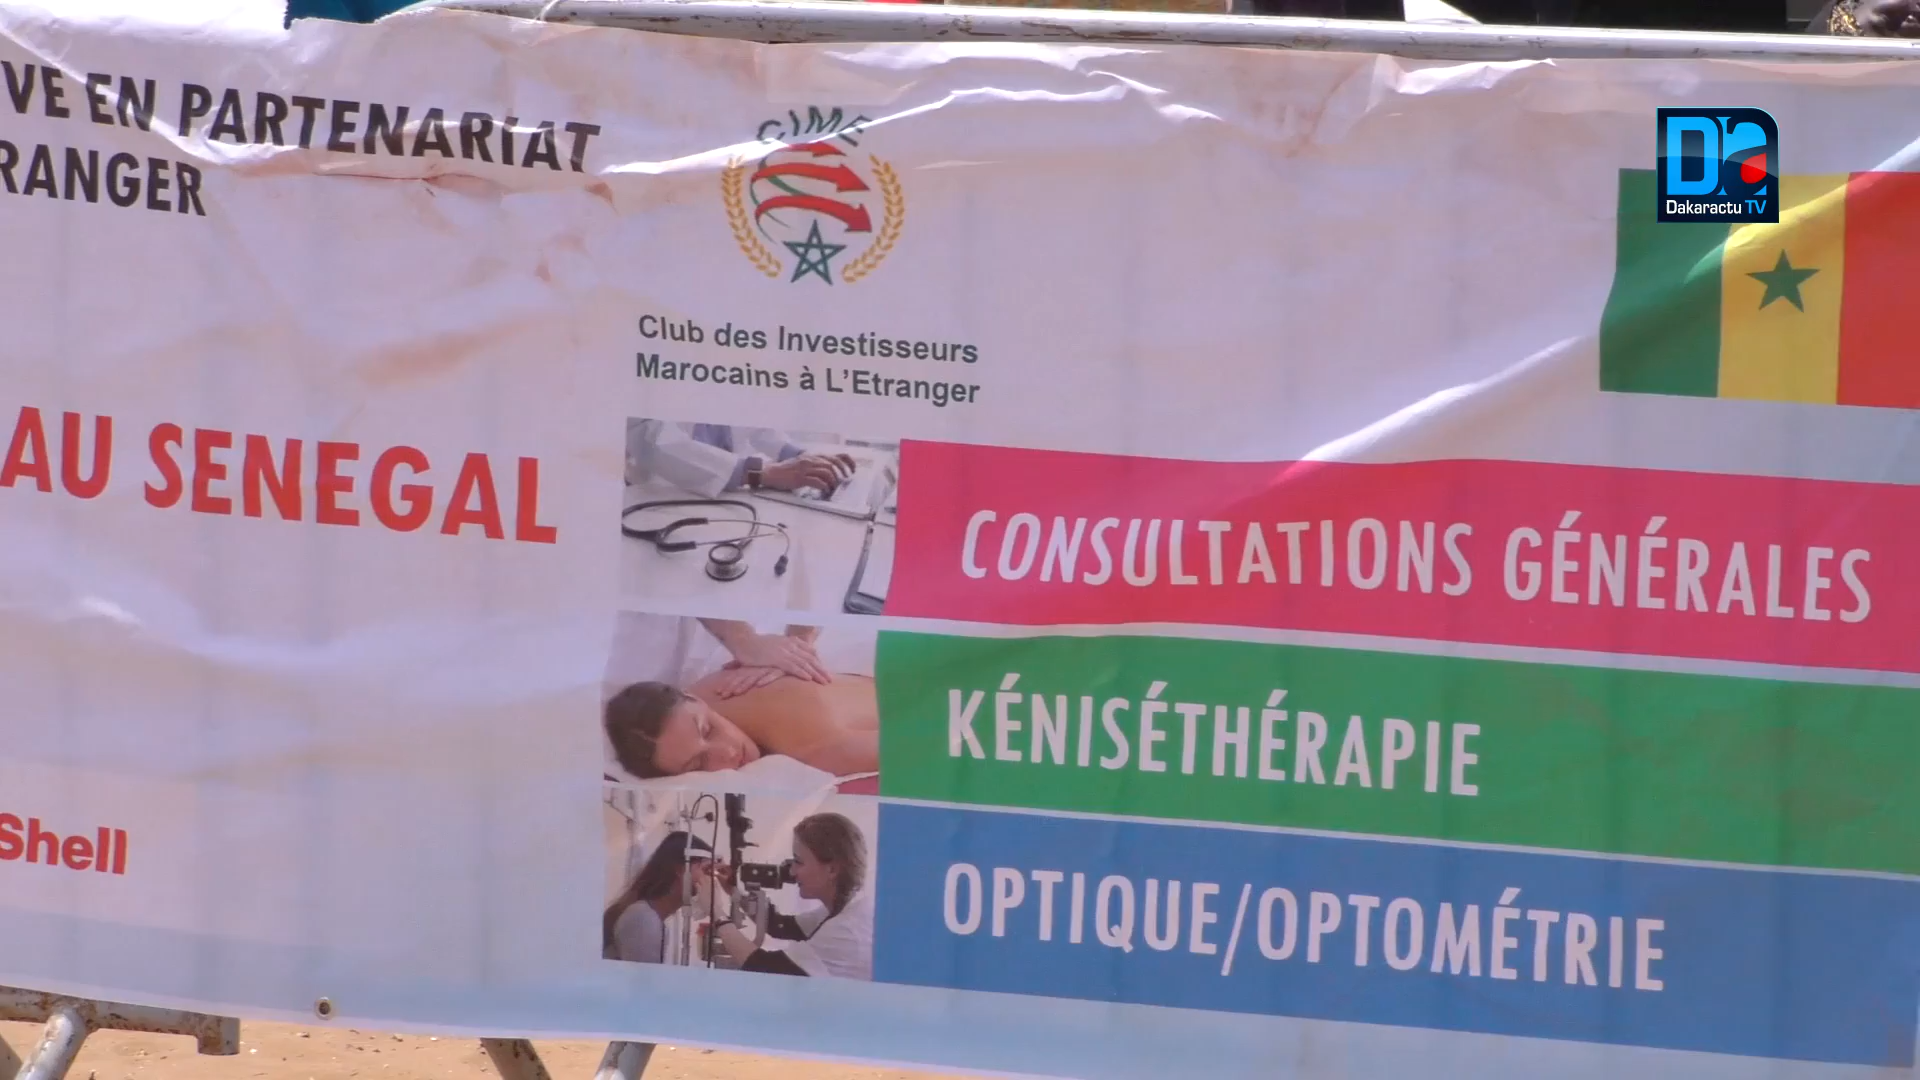 VE EN PARTENARIAT
RANGER
CIME
Club des Investisseurs
Marocains à L'Etranger
AU SENEGAL
CONSULTATIONS GÉNÉRALES
KÉNISÉTHÉRAPIE
OPTIQUE/OPTOMÉTRIE
Shell
Da
Dakaractu TV